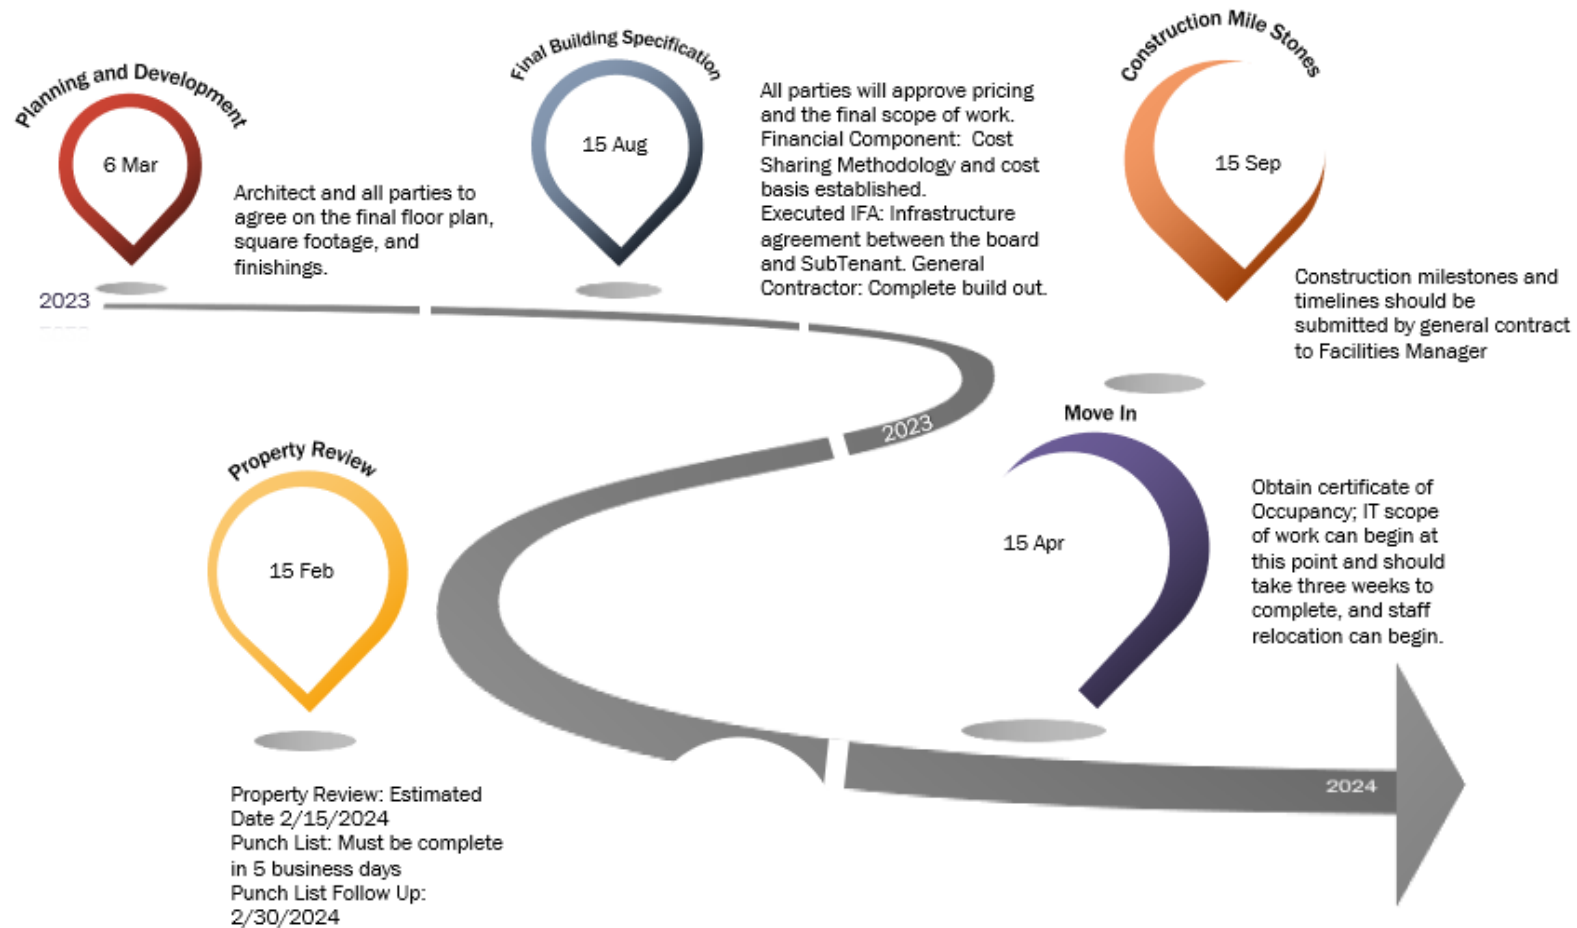 Planning and Development
6 Mar
Architect and all parties to
agree on the final floor plan,
square footage, and
finishings.
2023
Final Building Specification
15 Aug
All parties will approve pricing
and the final scope of work.
Financial Component: Cost
Sharing Methodology and cost
basis established.
Executed IFA: Infrastructure
agreement between the board
and SubTenant. General
Contractor: Complete build out.
Construction Mile Stones
15 Sep
Construction milestones and
timelines should be
submitted by general contract
to Facilities Manager
2023
Property Review
15 Feb
Property Review: Estimated
Date 2/15/2024
Punch List: Must be complete
in 5 business days
Punch List Follow Up:
2/30/2024
Move In
15 Apr
Obtain certificate of
Occupancy; IT scope
of work can begin at
this point and should
take three weeks to
complete, and staff
relocation can begin.
2024